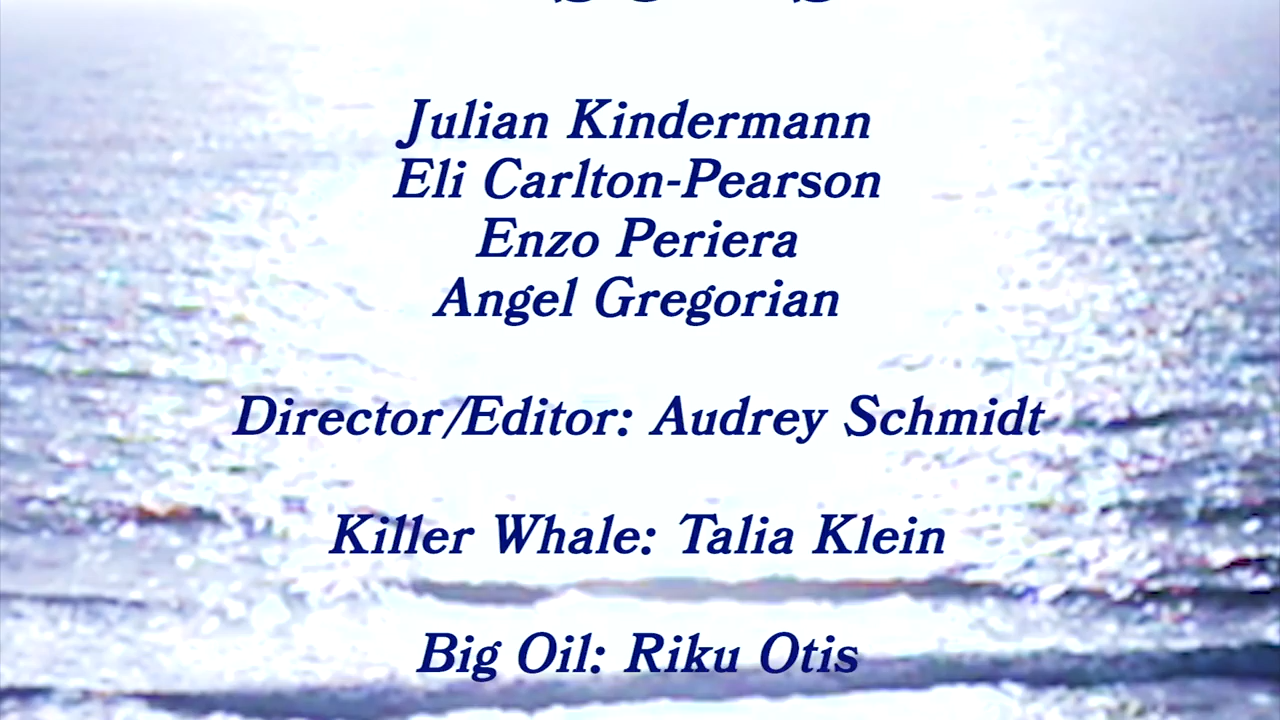 Julian Kindermann
Eli Carlton-Pearson
Enzo Periera
Angel Gregorian
Director/Editor: Audrey Schmidt
Killer Whale: Talia Klein
Big Oil: Riku Otis